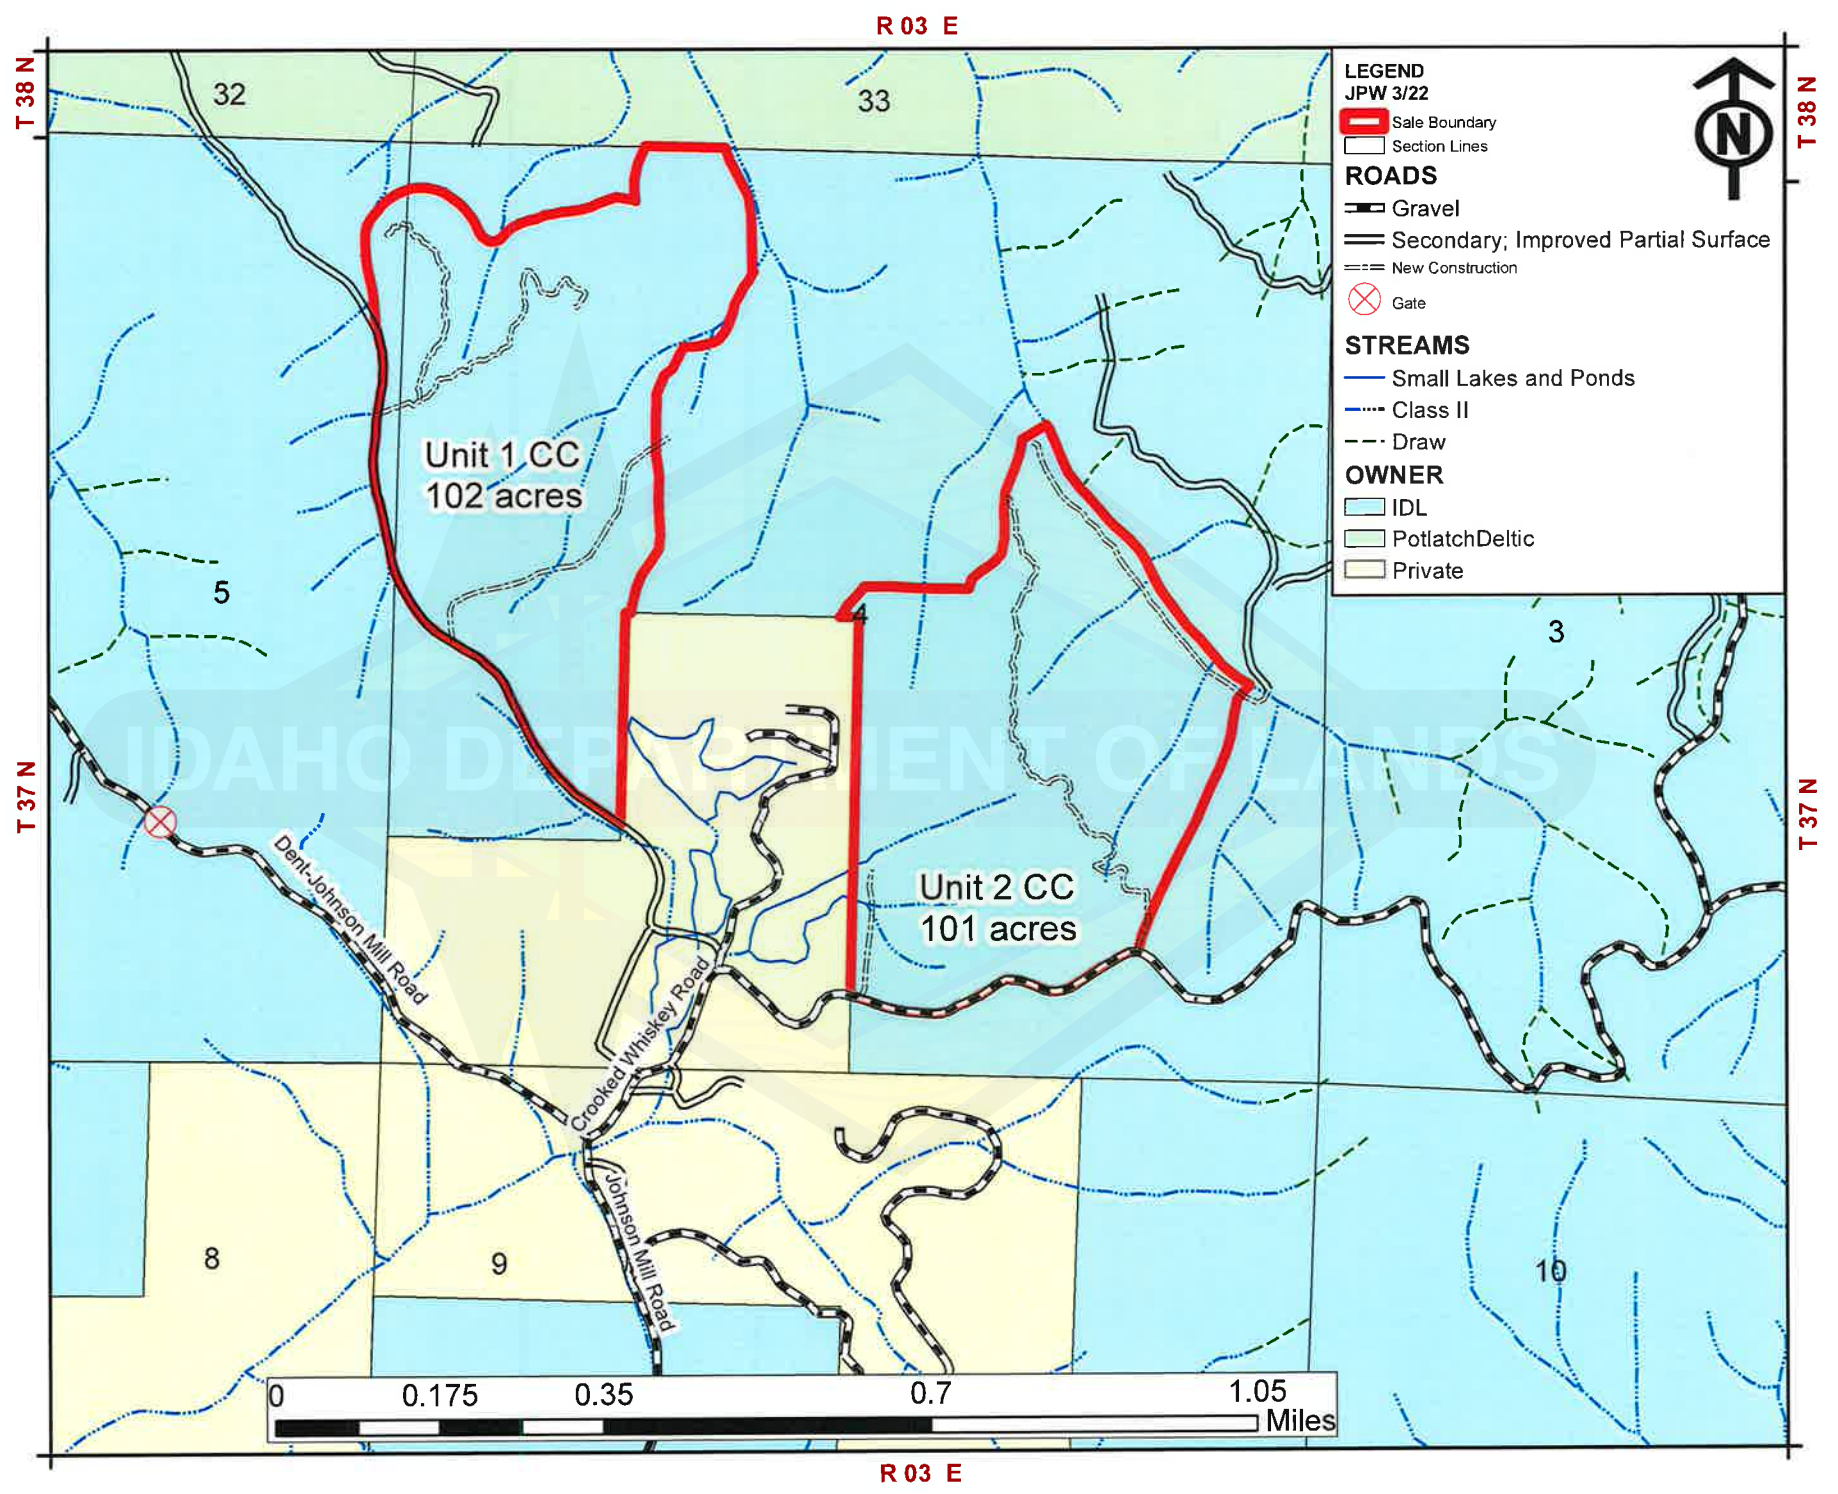 R 03 E
T 38 N
T 38 N
32
33
LEGEND
JPW 3/22
Sale Boundary
Section Lines
ROADS
Gravel
Secondary; Improved Partial Surface
New Construction
Gate
STREAMS
Small Lakes and Ponds
Class II
Draw
OWNER
IDL
PotlatchDeltic
Private
N
Unit 1 CC
102 acres
5
4
3
IDAHO DEPARTMENT OF LANDS
T 37 N
T 37 N
Dent-Johnson Mill Road
Unit 2 CC
101 acres
Crooked Whiskey Road
Johnson Mill Road
8
9
10
0 0.175 0.35 0.7 1.05
Miles
R 03 E